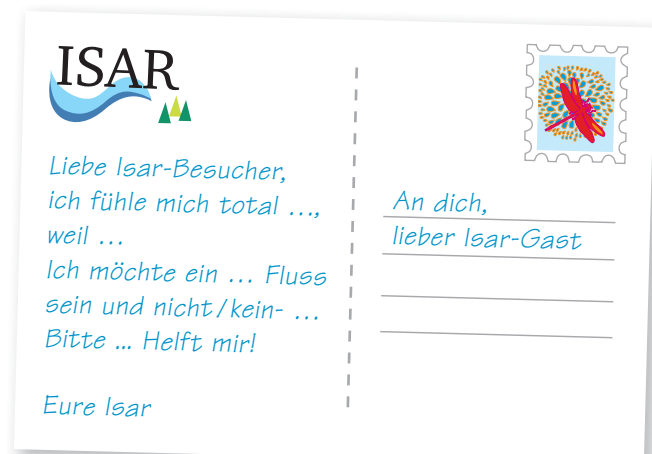 ISAR
Liebe Isar-Besucher,
ich fühle mich total …,
weil …
Ich möchte ein … Fluss
sein und nicht/kein- …
Bitte ... Helft mir!
Eure Isar
An dich,
lieber Isar-Gast